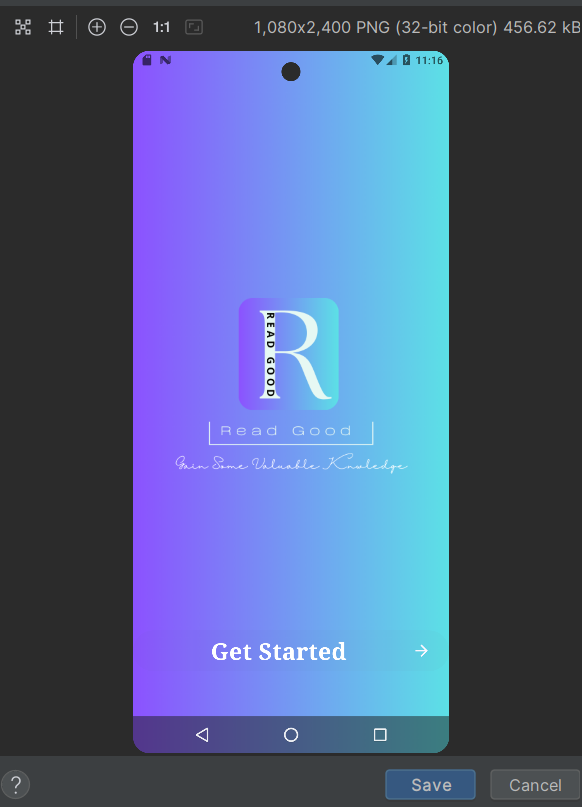 1:1 1,080x2,400 PNG (32-bit color) 456.62 kB
11:16
R
READ GOOD
Read Good
Gain Some Valuable Knwledge
Get Started
?
Save
Cancel